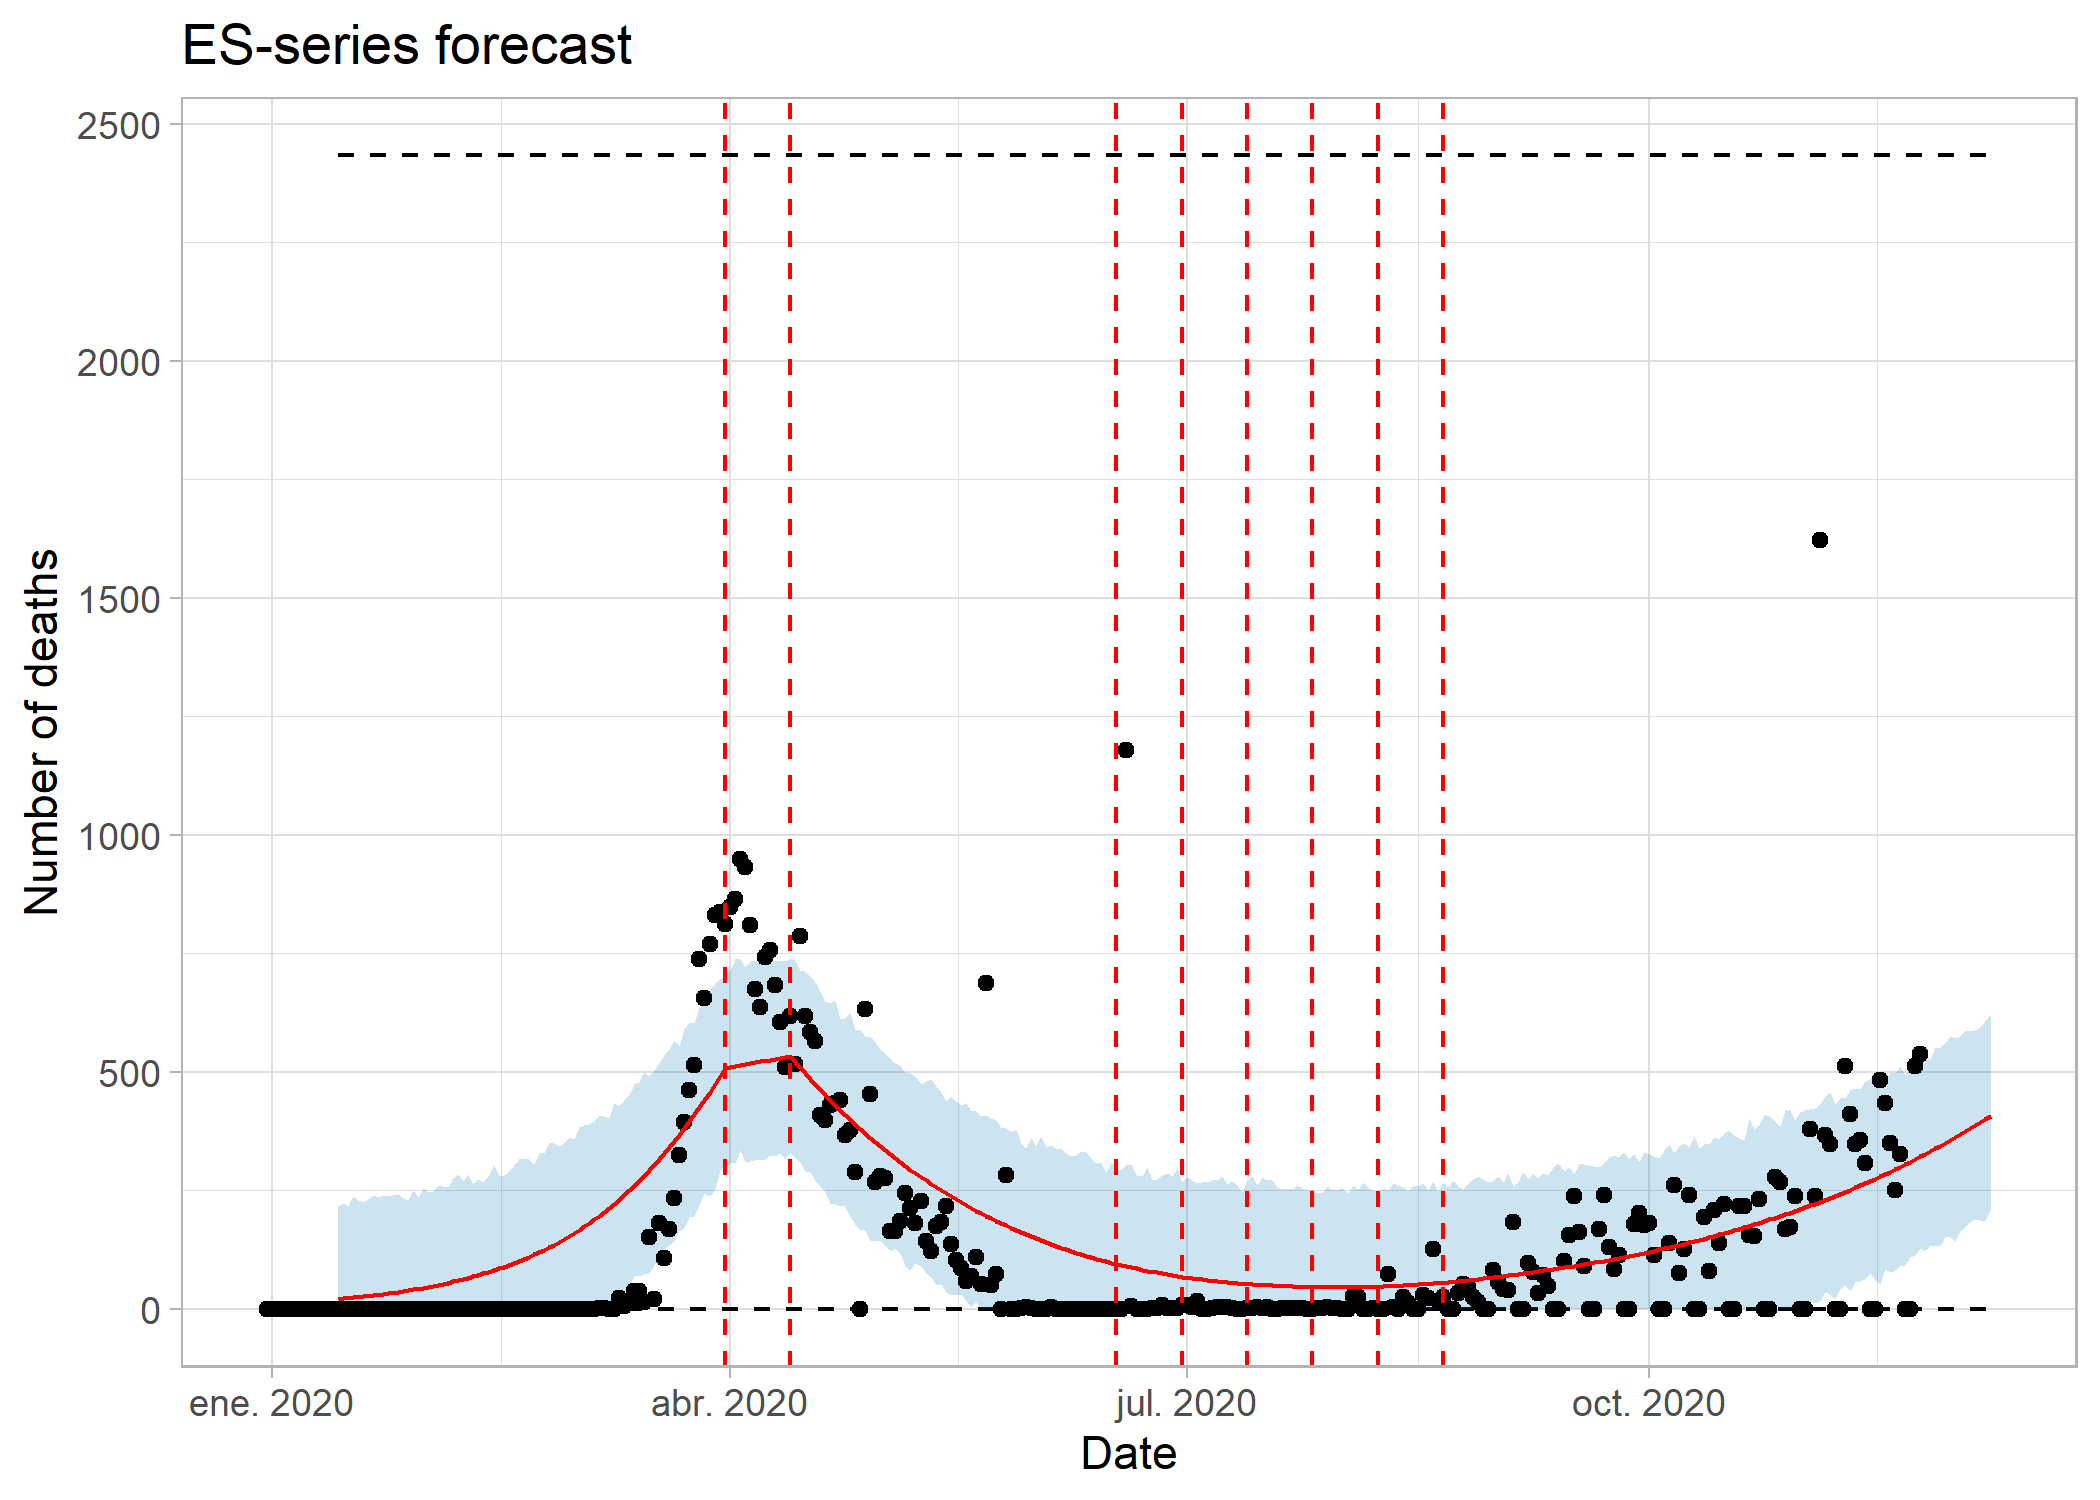 ES-series forecast
2500
2000
1500
1000
500
0
Number of deaths
ene. 2020
abr. 2020
jul. 2020
oct. 2020
Date